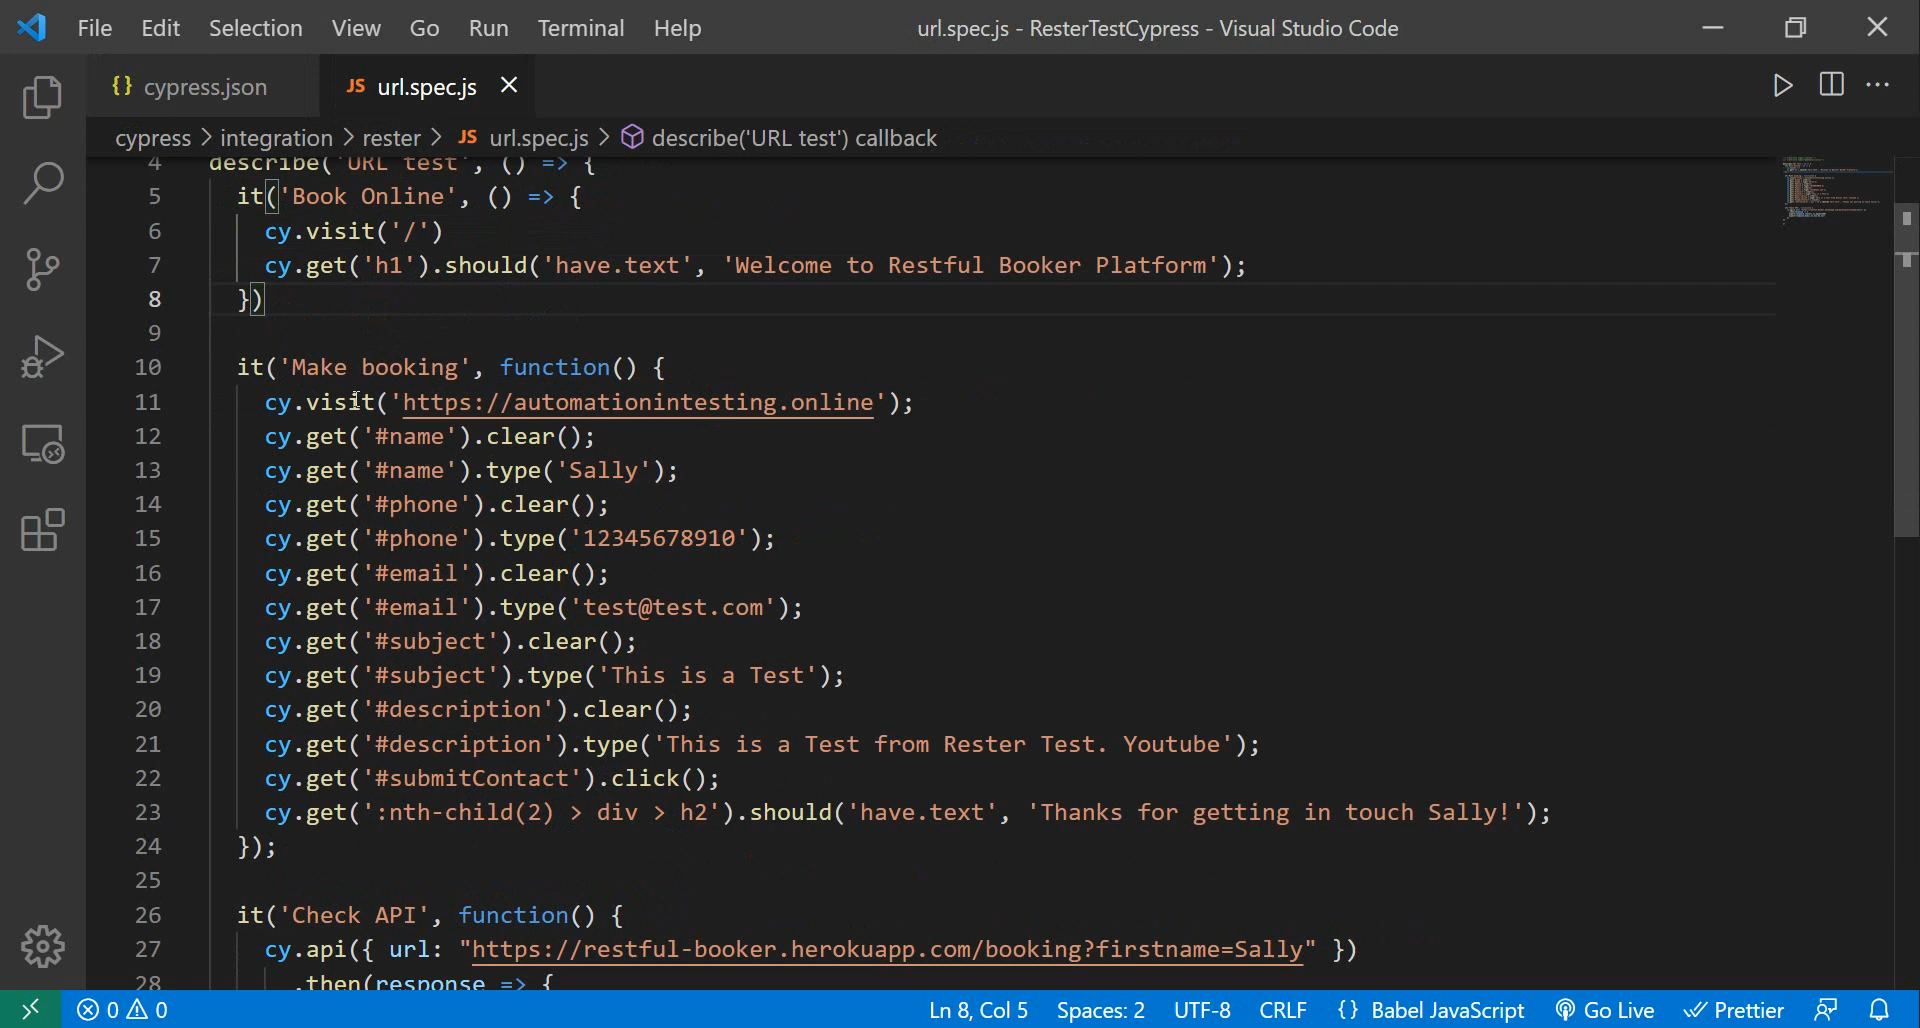 File Edit Selection View Go Run Terminal Help url.spec.js - ResterTestCypress - Visual Studio Code
{} cypress.json JS url.spec.js
cypress > integration > rester > JS url.spec.js > describe('URL test') callback
4 describe('URL test', () => {
5 it('Book Online', () => {
6 cy.visit('/')
7 cy.get('h1').should('have.text', 'Welcome to Restful Booker Platform');
8 })
9
10 it('Make booking', function() {
11 cy.visit('https://automationintesting.online');
12 cy.get('#name').clear();
13 cy.get('#name').type('Sally');
14 cy.get('#phone').clear();
15 cy.get('#phone').type('12345678910');
16 cy.get('#email').clear();
17 cy.get('#email').type('test@test.com');
18 cy.get('#subject').clear();
19 cy.get('#subject').type('This is a Test');
20 cy.get('#description').clear();
21 cy.get('#description').type('This is a Test from Rester Test. Youtube');
22 cy.get('#submitContact').click();
23 cy.get(':nth-child(2) > div > h2').should('have.text', 'Thanks for getting in touch Sally!');
24 });
25
26 it('Check API', function() {
27 cy.api({ url: "https://restful-booker.herokuapp.com/booking?firstname=Sally" })
28 .then(response => {
0 0 Ln 8, Col 5 Spaces: 2 UTF-8 CRLF {} Babel JavaScript Go Live Prettier